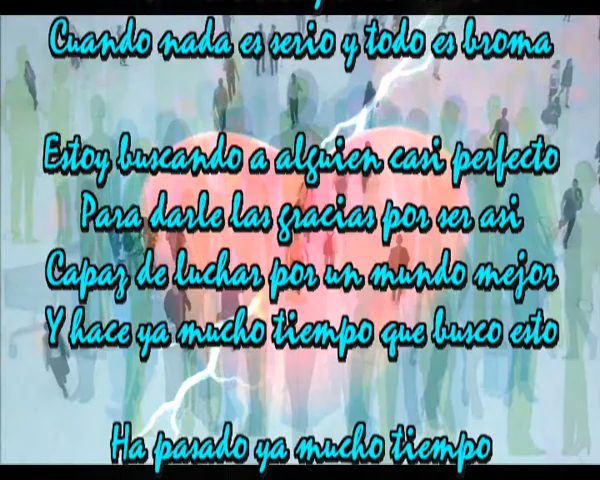 Cuando nada es serio y todo es broma
Estoy buscando a alguien casi perfecto
Para darle las gracias por ser asi
Capaz de luchar por un mundo mejor
Y hace ya mucho tiempo que busco esto
Ha pasado ya mucho tiempo